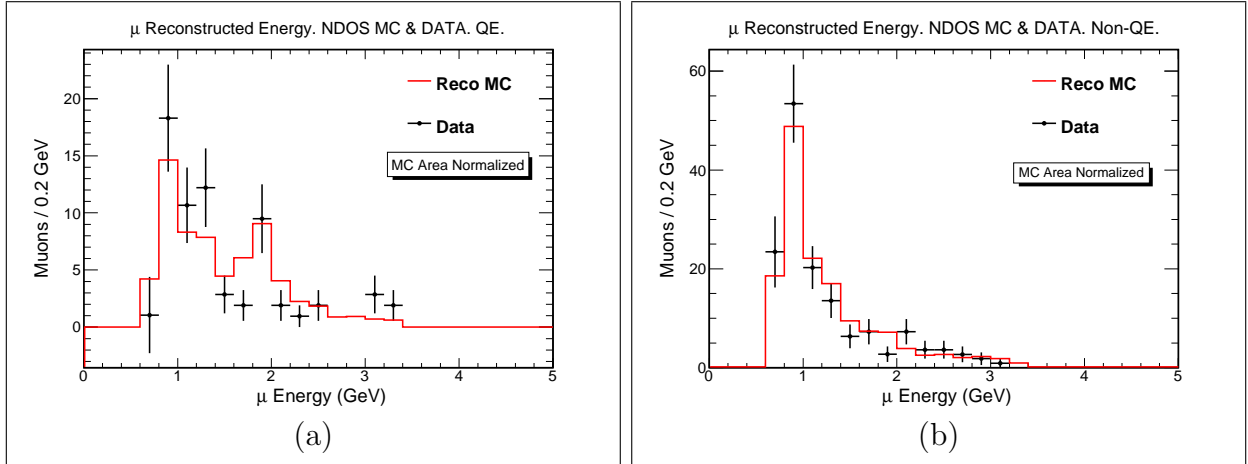 μ Reconstructed Energy. NDOS MC & DATA. QE.
Reco MC
Data
MC Area Normalized
Muons / 0.2 GeV
20
15
10
5
0
0 1 2 3 4 5
μ Energy (GeV)
(a)
μ Reconstructed Energy. NDOS MC & DATA. Non-QE.
Reco MC
Data
MC Area Normalized
Muons / 0.2 GeV
60
40
20
0
0 1 2 3 4 5
μ Energy (GeV)
(b)